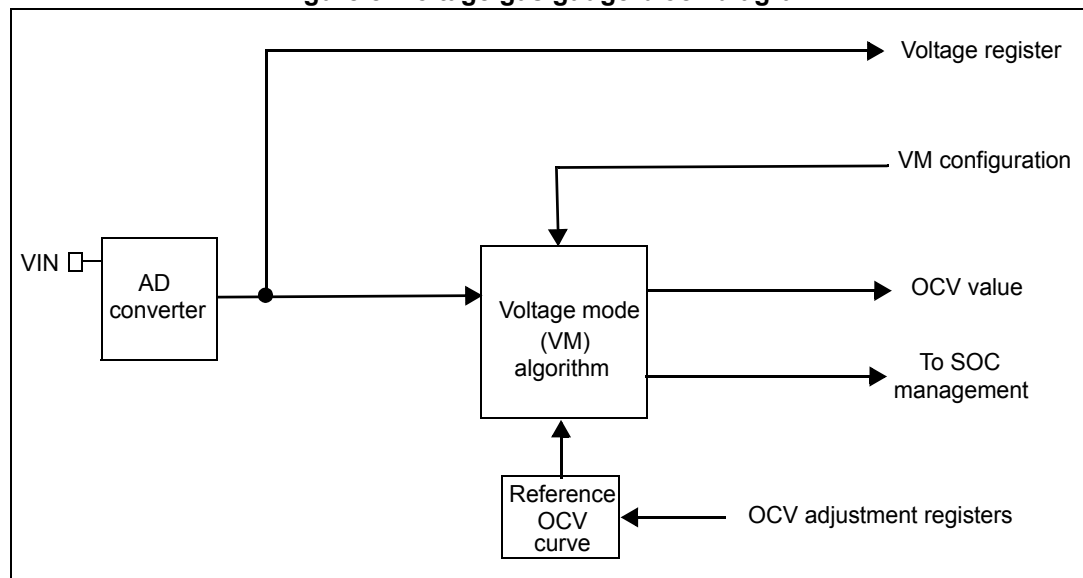 Voltage register
VM configuration
VIN
AD
converter
Voltage mode
(VM)
algorithm
OCV value
To SOC
management
Reference
OCV
curve
OCV adjustment registers